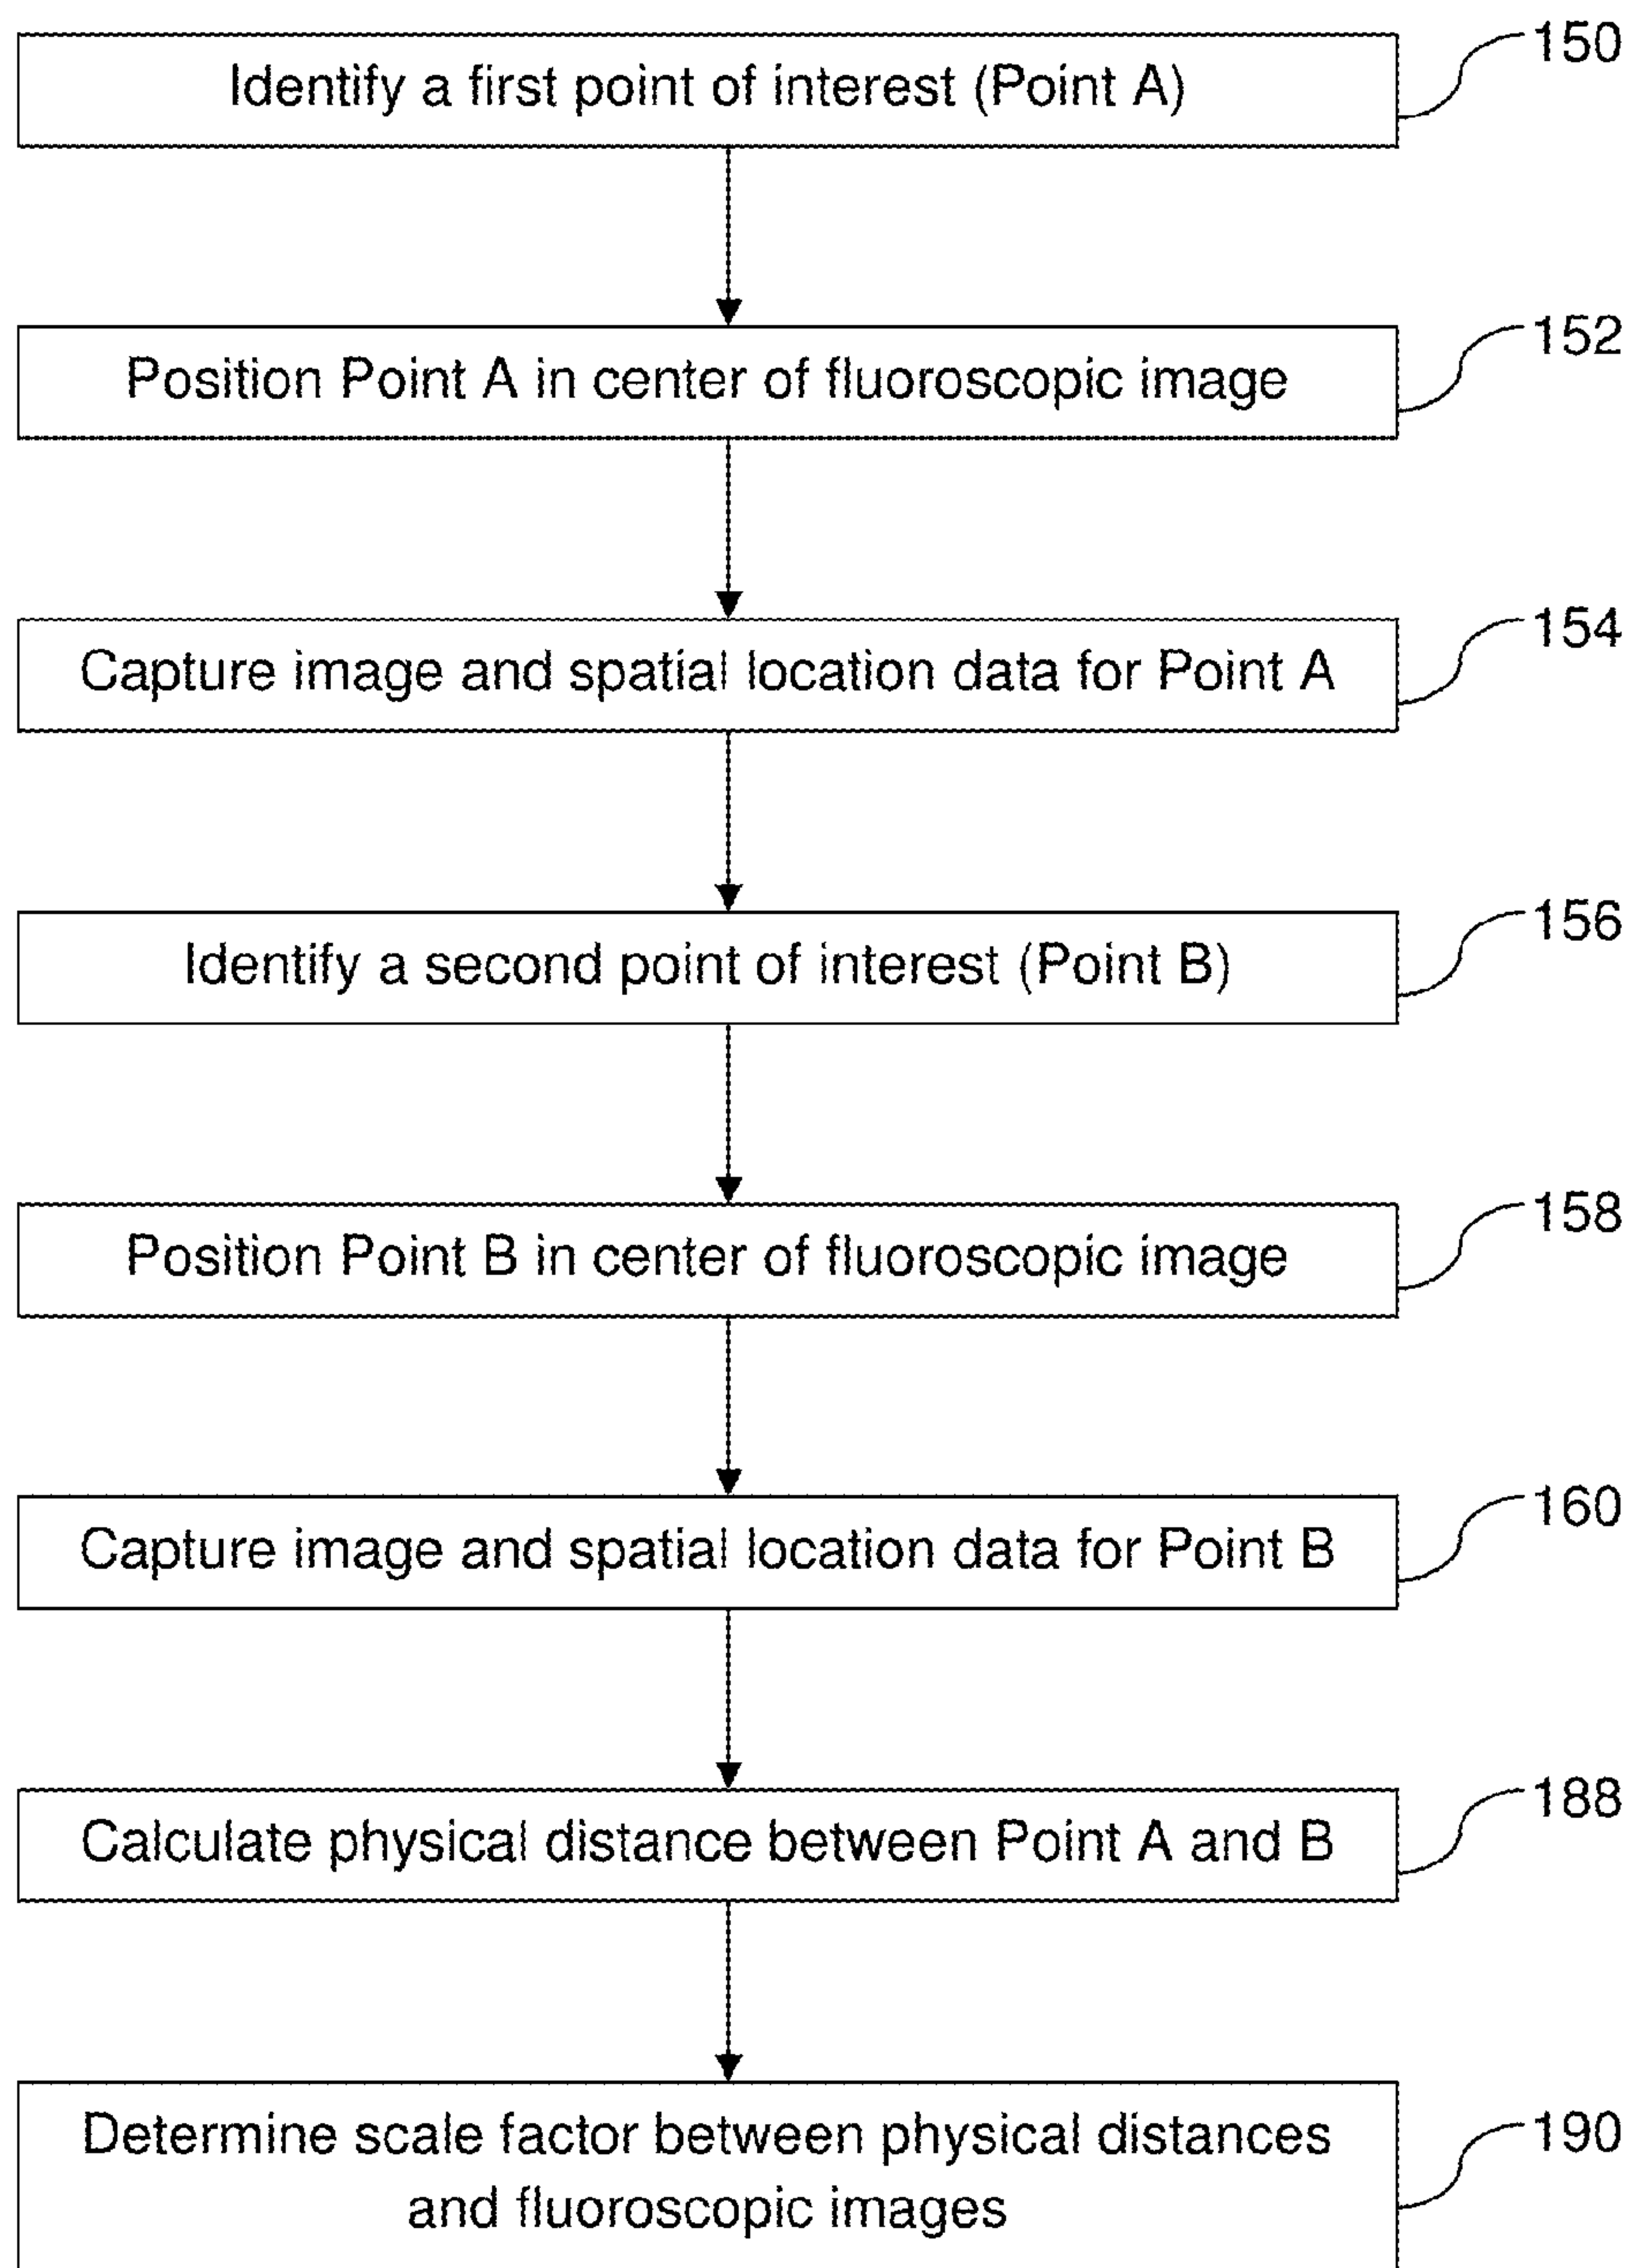 Identify a first point of interest (Point A)
150
Position Point A in center of fluoroscopic image
152
Capture image and spatial location data for Point A
154
Identify a second point of interest (Point B)
156
Position Point B in center of fluoroscopic image
158
Capture image and spatial location data for Point B
160
Calculate physical distance between Point A and B
188
Determine scale factor between physical distances
and fluoroscopic images
190